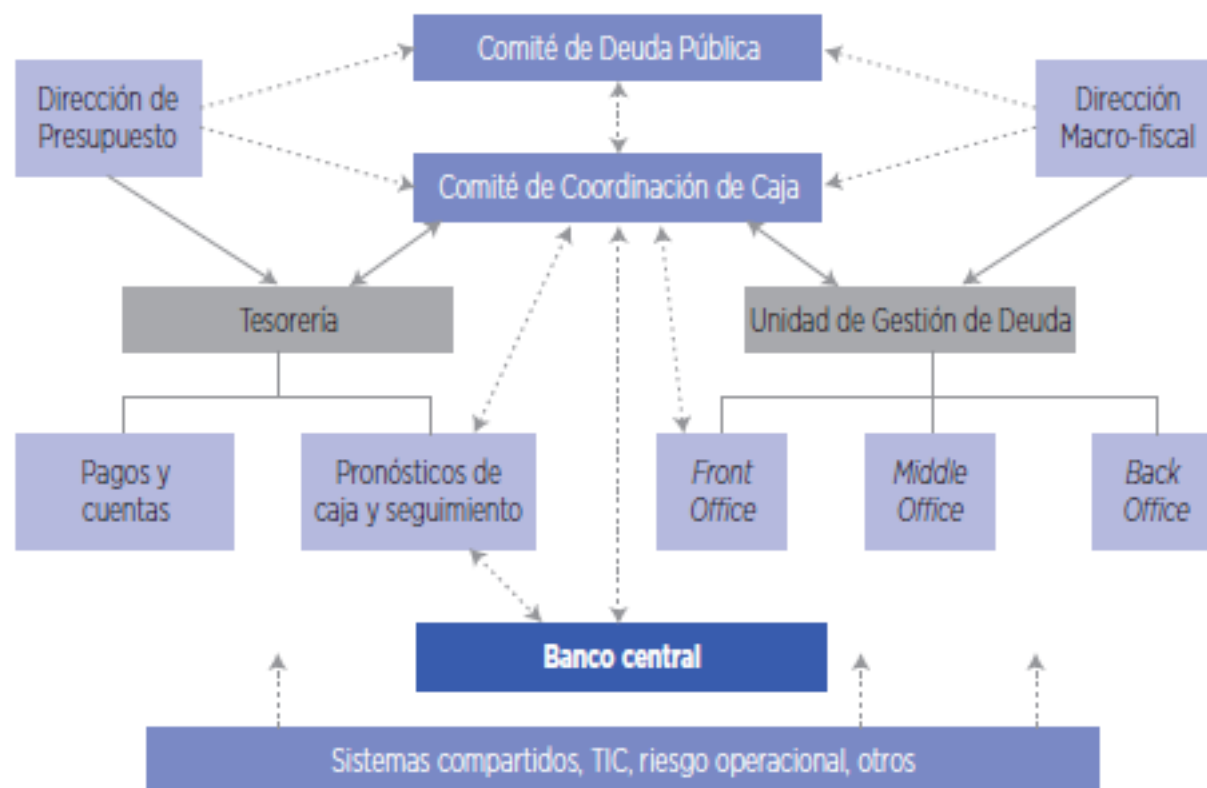 Comité de Deuda Pública
Dirección de
Presupuesto
Dirección
Macro-fiscal
Comité de Coordinación de Caja
Tesorería
Unidad de Gestión de Deuda
Pagos y
cuentas
Pronósticos de
caja y seguimiento
Front
Office
Middle
Office
Back
Office
Banco central
Sistemas compartidos, TIC, riesgo operacional, otros